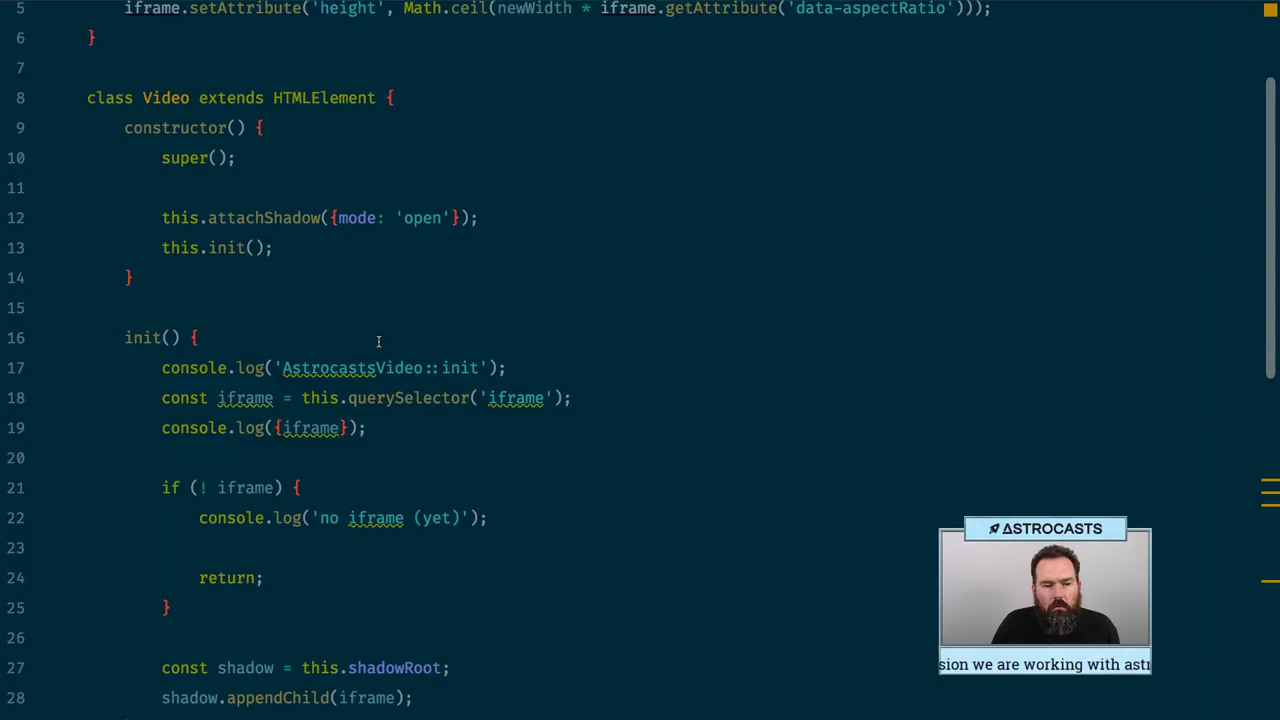 5 iframe.setAttribute('height', Math.ceil(newWidth * iframe.getAttribute('data-aspectRatio')));
6 }
7
8 class Video extends HTMLElement {
9 constructor() {
10 super();
11
12 this.attachShadow({mode: 'open'});
13 this.init();
14 }
15
16 init() {
17 console.log('AstrocastsVideo::init');
18 const iframe = this.querySelector('iframe');
19 console.log({iframe});
20
21 if (! iframe) {
22 console.log('no iframe (yet)');
23
24 return;
25 }
26
27 const shadow = this.shadowRoot;
28 shadow.appendChild(iframe);
ΔSTROCASTS
sion we are working with astr